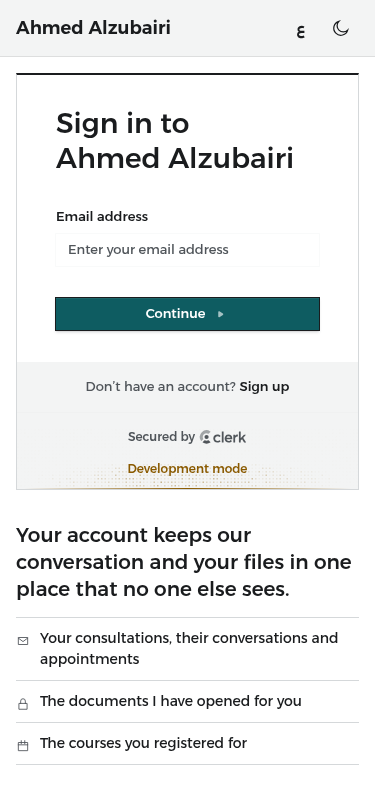 Ahmed Alzubairi
ع
Sign in to
Ahmed Alzubairi
Email address
Enter your email address
Continue
Don’t have an account? Sign up
Secured by clerk
Development mode
Your account keeps our
conversation and your files in one
place that no one else sees.
Your consultations, their conversations and
appointments
The documents I have opened for you
The courses you registered for